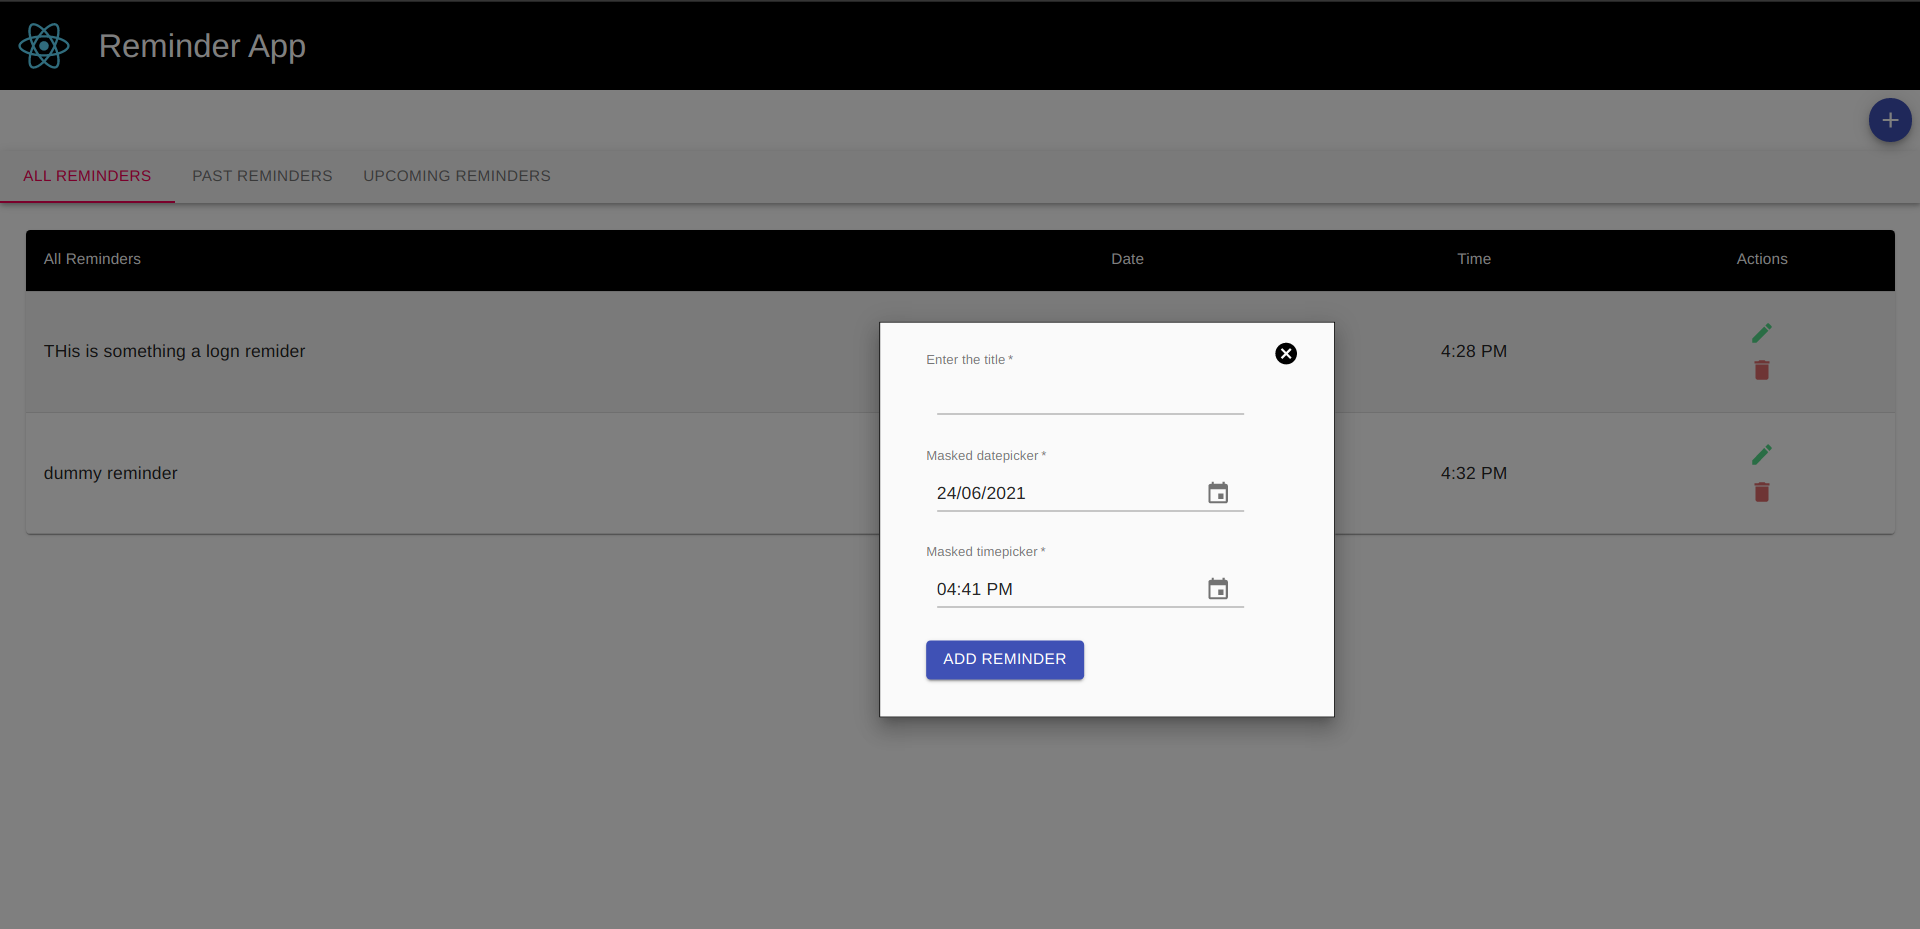 Reminder App
ALL REMINDERS PAST REMINDERS UPCOMING REMINDERS
All Reminders Date Time Actions
THis is something a logn remider 4:28 PM
dummy reminder 4:32 PM
Enter the title *
Masked datepicker *
24/06/2021
Masked timepicker *
04:41 PM
ADD REMINDER